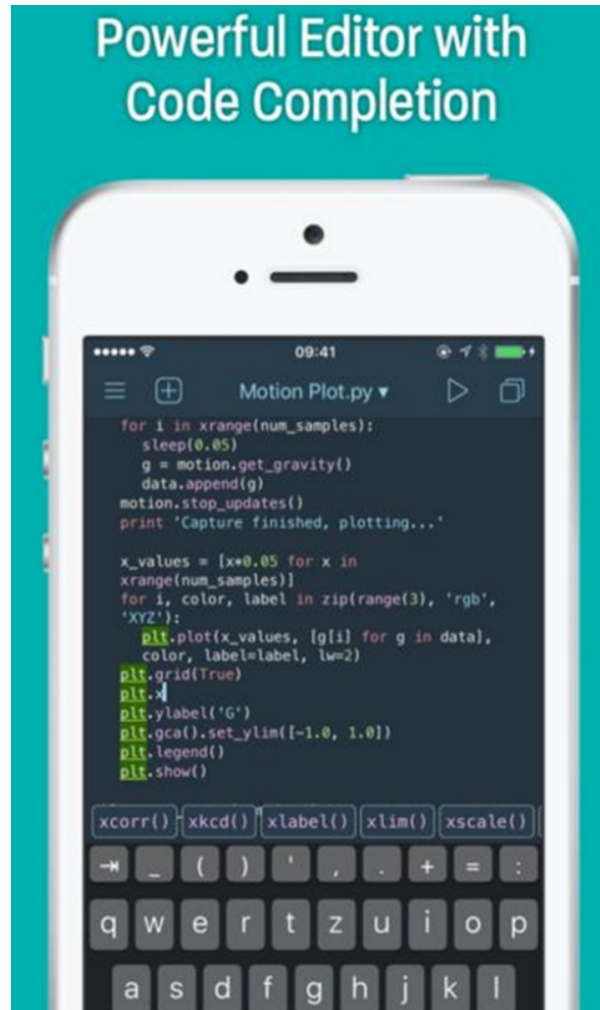 Powerful Editor with
Code Completion
09:41
Motion Plot.py ▾
for i in xrange(num_samples):
sleep(0.05)
g = motion.get_gravity()
data.append(g)
motion.stop_updates()
print 'Capture finished, plotting...'
x_values = [x*0.05 for x in
xrange(num_samples)]
for i, color, label in zip(range(3), 'rgb',
'XYZ'):
plt.plot(x_values, [g[i] for g in data],
color, label=label, lw=2)
plt.grid(True)
plt.x
plt.ylabel('G')
plt.gca().set_ylim([-1.0, 1.0])
plt.legend()
plt.show()
xcorr() xkcd() xlabel() xlim() xscale()
⇥ _ ( ) ' , . + = :
q w e r t z u i o p
a s d f g h j k l